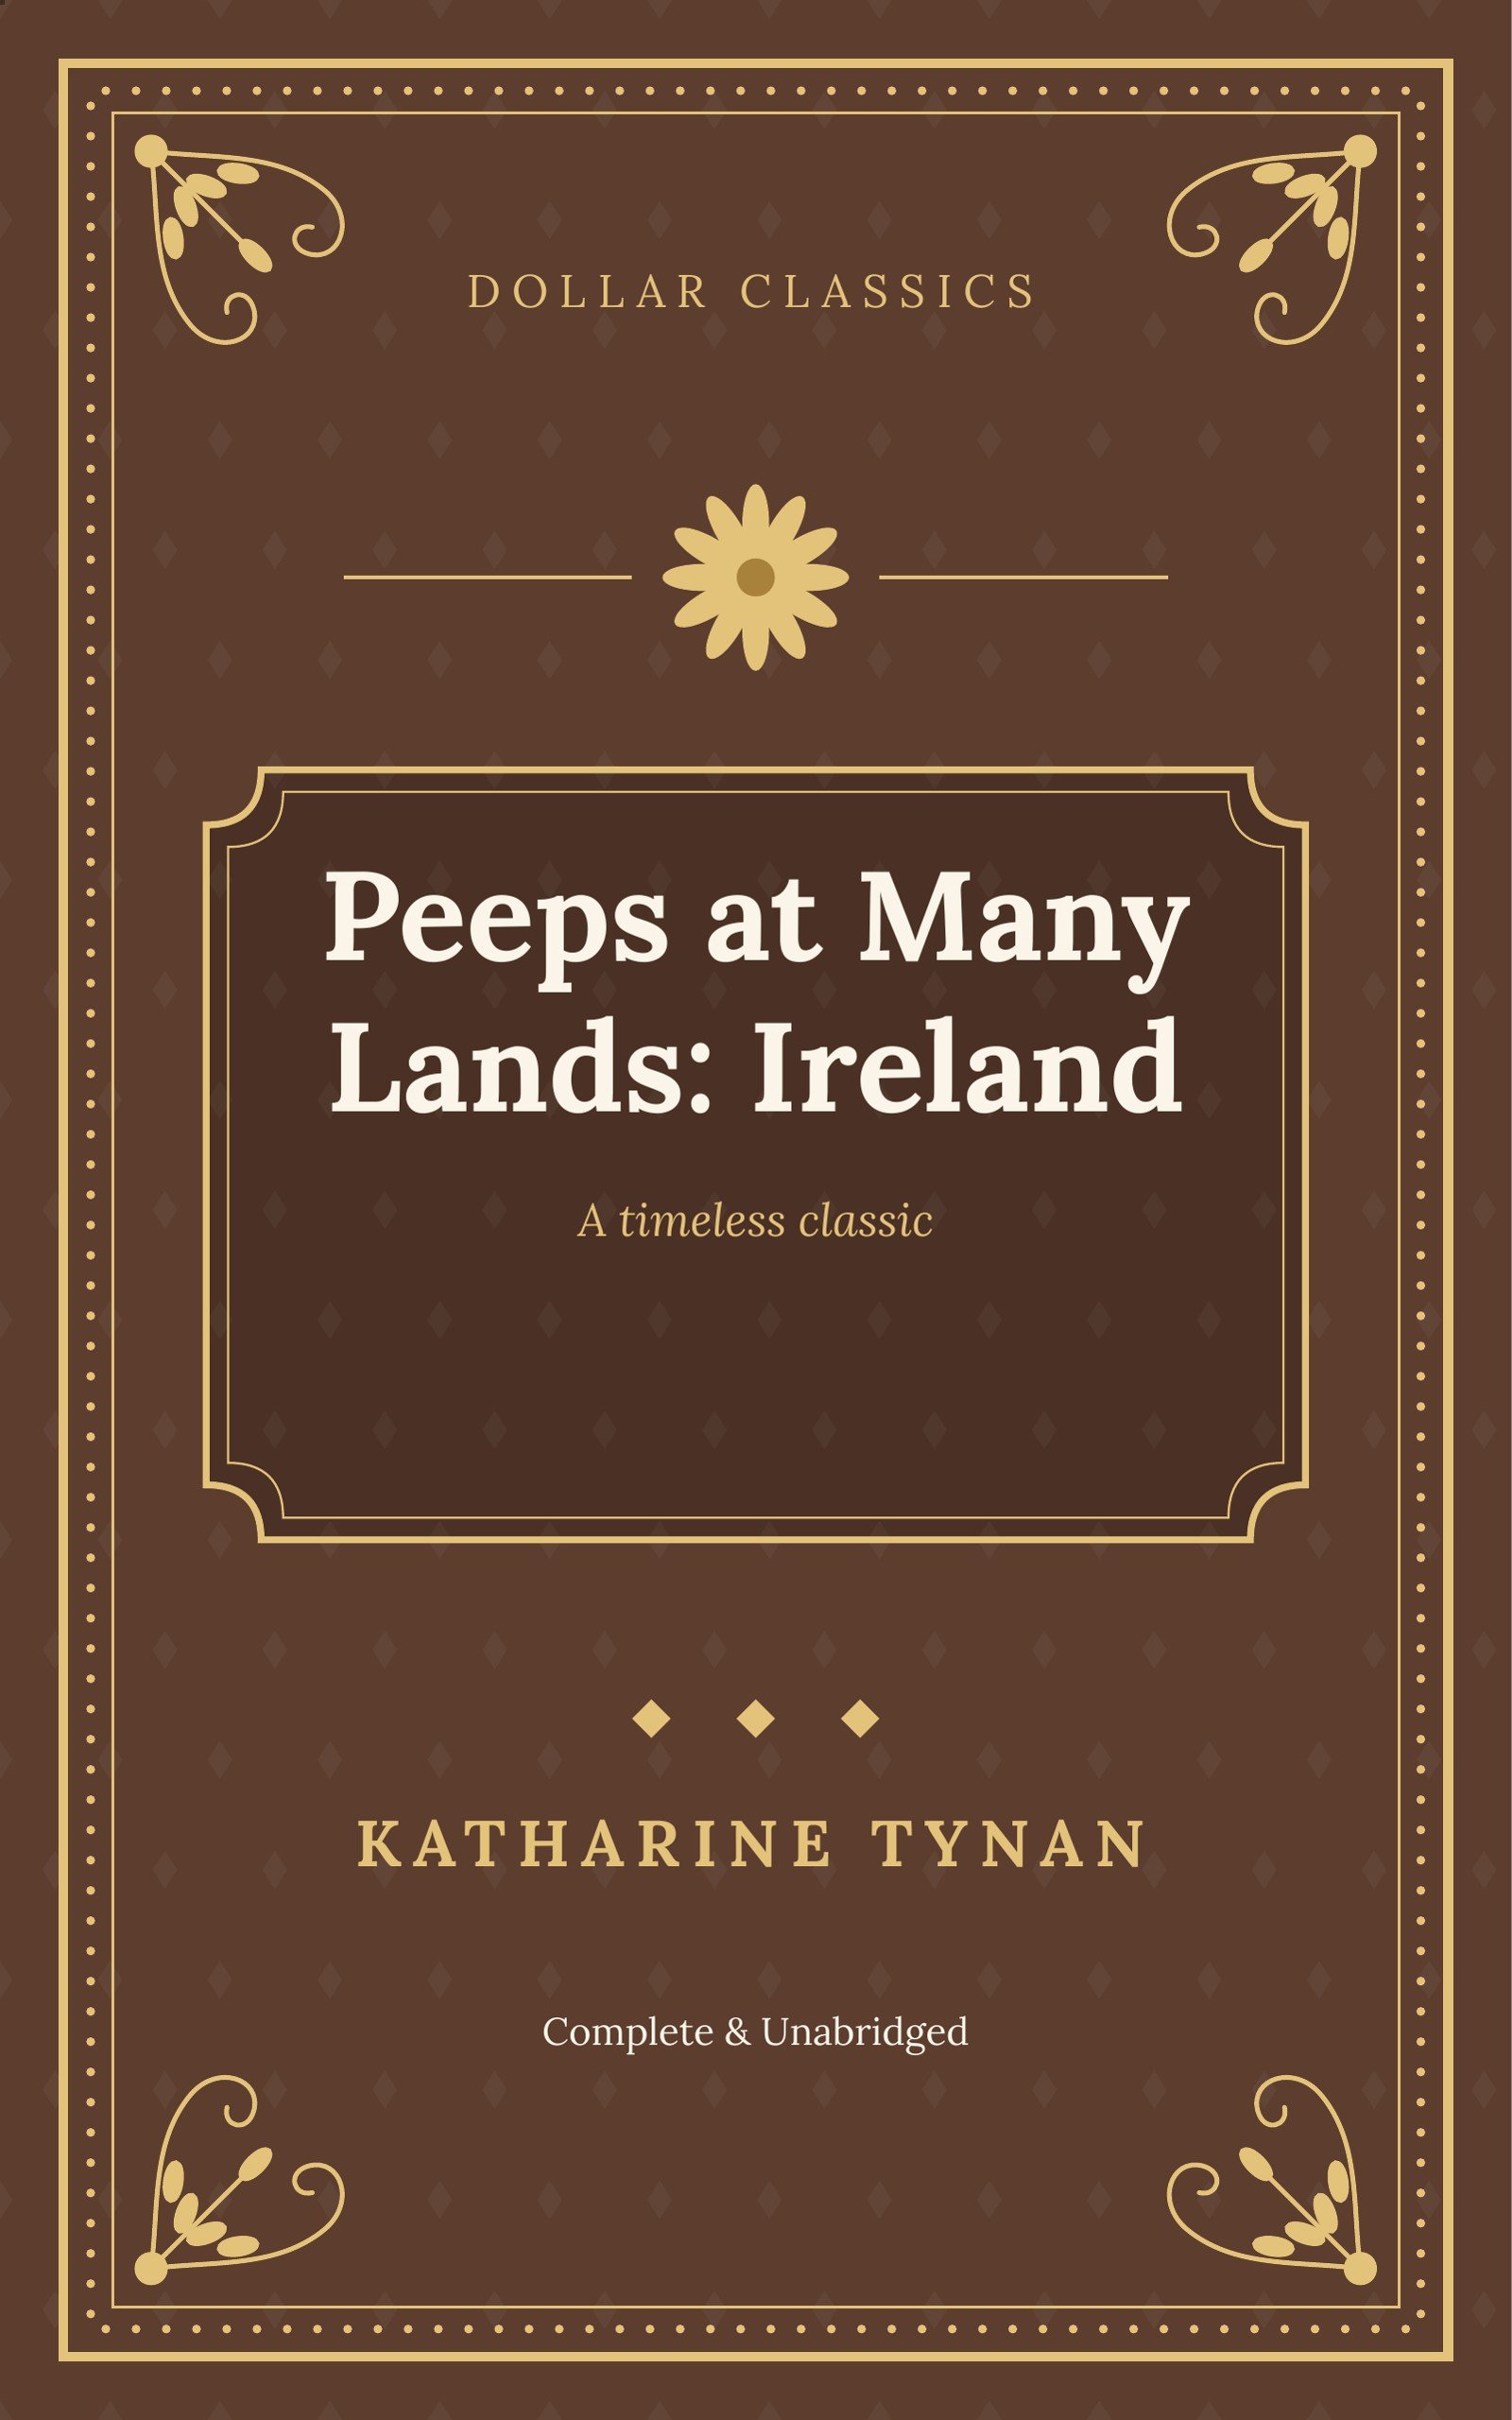 DOLLAR CLASSICS
Peeps at Many
Lands: Ireland
A timeless classic
KATHARINE TYNAN
Complete & Unabridged